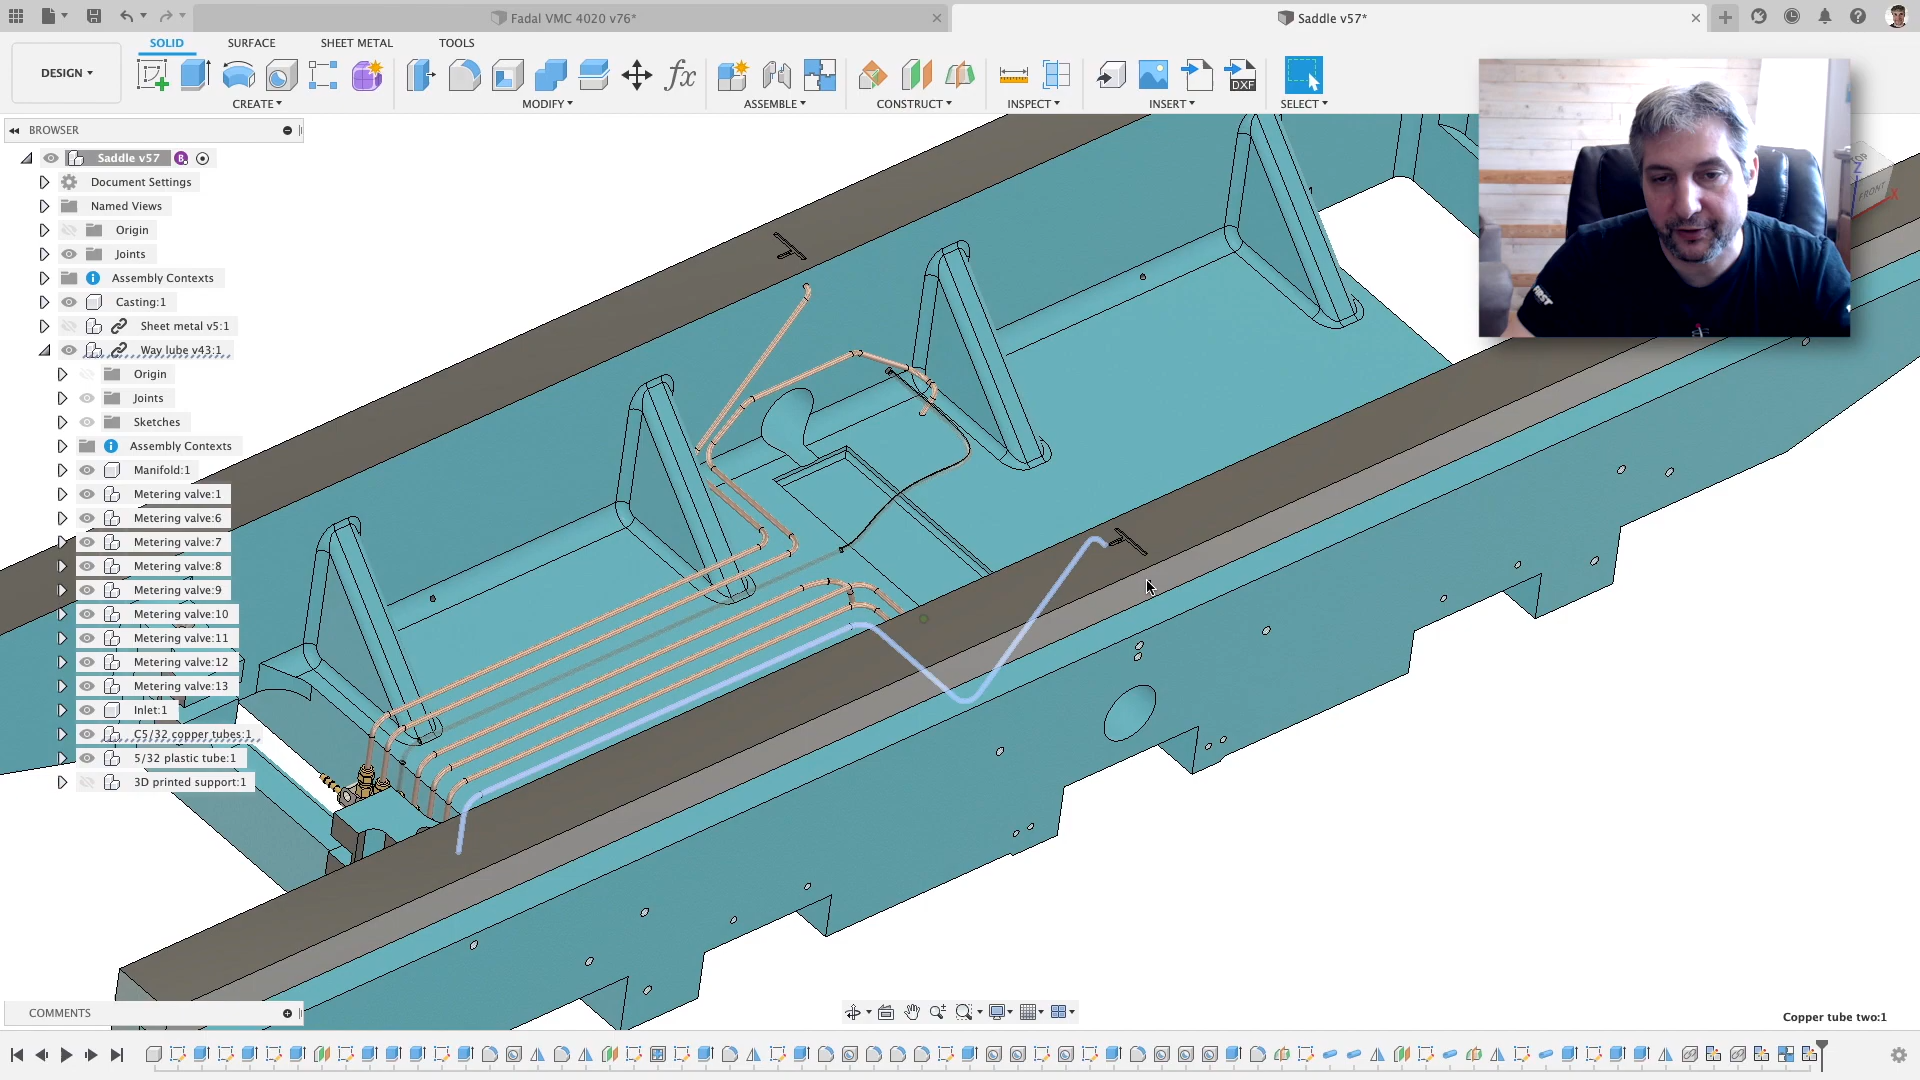 Fadal VMC 4020 v76*
Saddle v57*
DESIGN
SOLID
SURFACE
SHEET METAL
TOOLS
CREATE
MODIFY
ASSEMBLE
CONSTRUCT
INSPECT
INSERT
SELECT
fx
DXF
BROWSER
Saddle v57
B
Document Settings
Named Views
Origin
Joints
Assembly Contexts
Casting:1
Sheet metal v5:1
Way lube v43:1
Origin
Joints
Sketches
Assembly Contexts
Manifold:1
Metering valve:1
Metering valve:6
Metering valve:7
Metering valve:8
Metering valve:9
Metering valve:10
Metering valve:11
Metering valve:12
Metering valve:13
Inlet:1
C5/32 copper tubes:1
5/32 plastic tube:1
3D printed support:1
TOP
Z
FRONT
X
COMMENTS
Copper tube two:1